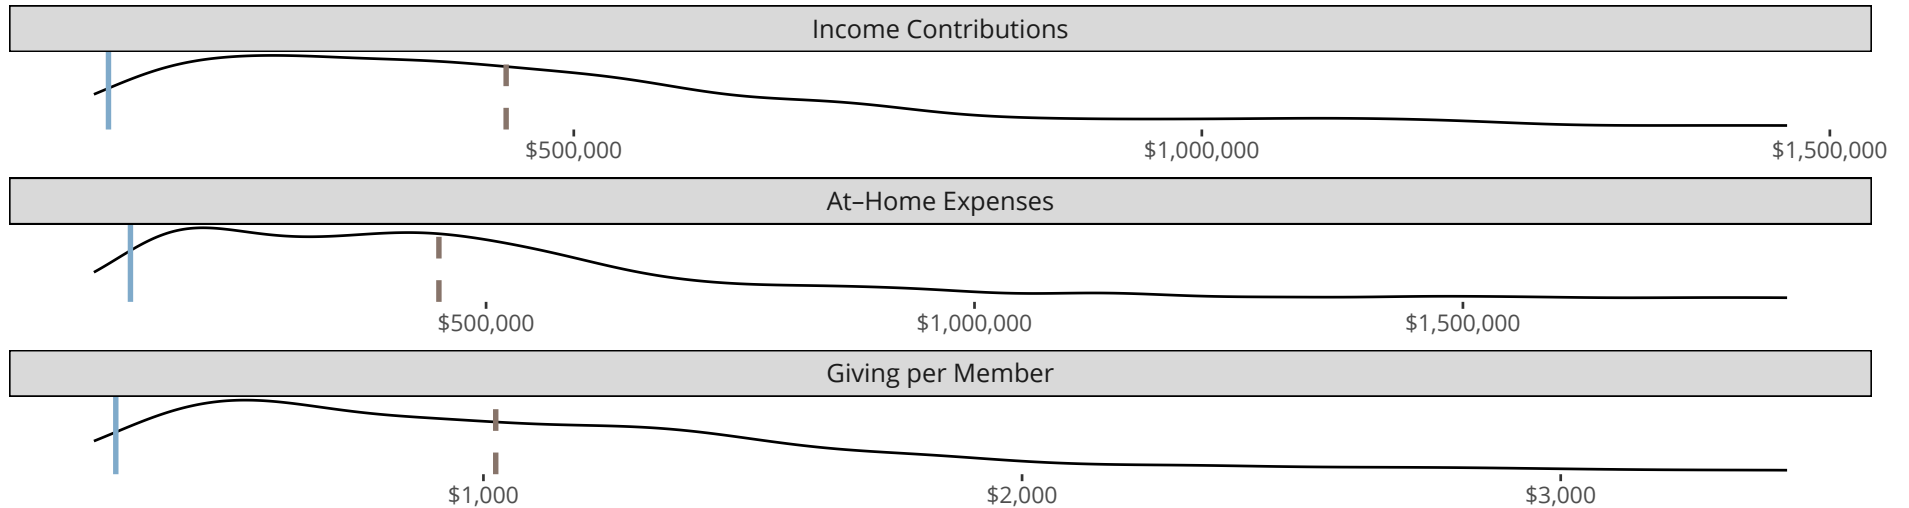 Income Contributions
$500,000 $1,000,000 $1,500,000
At–Home Expenses
$500,000 $1,000,000 $1,500,000
Giving per Member
$1,000 $2,000 $3,000